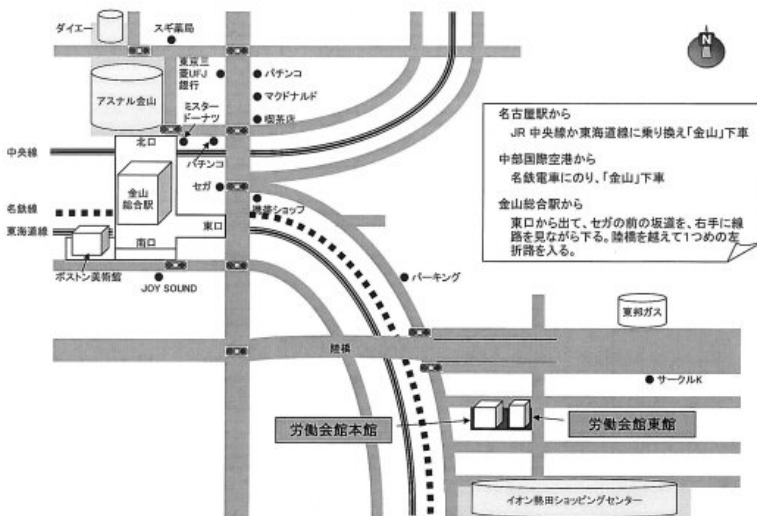 ダイエー
スギ薬局
N
東京三
菱UFJ
銀行
パチンコ
マクドナルド
喫茶店
アスナル金山
ミスター
ドーナツ
北口
パチンコ
中央線
金山
総合駅
セガ
携帯ショップ
名鉄線
東海道線
東口
南口
ボストン美術館
JOY SOUND
パーキング
名古屋駅から
JR 中央線か東海道線に乗り換え「金山」下車
中部国際空港から
名鉄電車にのり、「金山」下車
金山総合駅から
東口から出て、セガの前の坂道を、右手に線
路を見ながら下る。陸橋を越えて1つめの左
折路を入る。
東邦ガス
陸橋
サークルK
労働会館本館
労働会館東館
イオン熱田ショッピングセンター